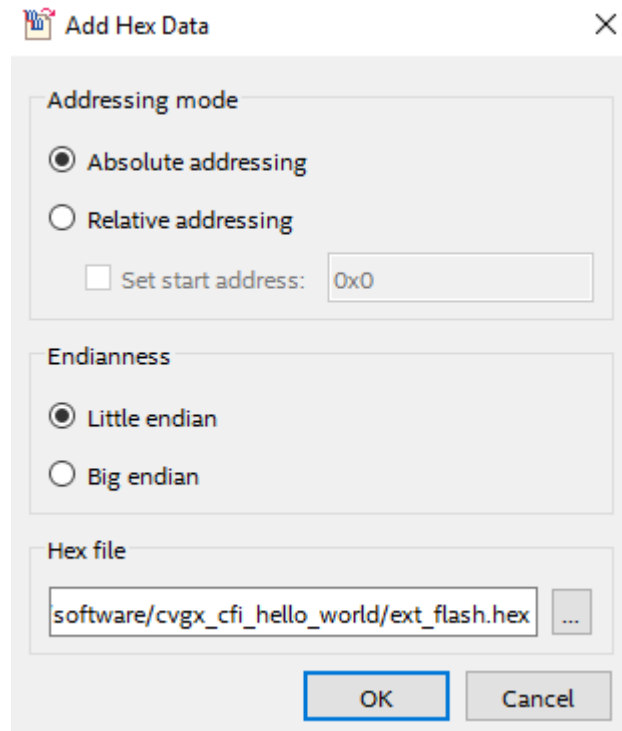 Add Hex Data
Addressing mode
Absolute addressing
Relative addressing
Set start address: 0x0
Endianness
Little endian
Big endian
Hex file
software/cvgx_cfi_hello_world/ext_flash.hex ...
OK Cancel